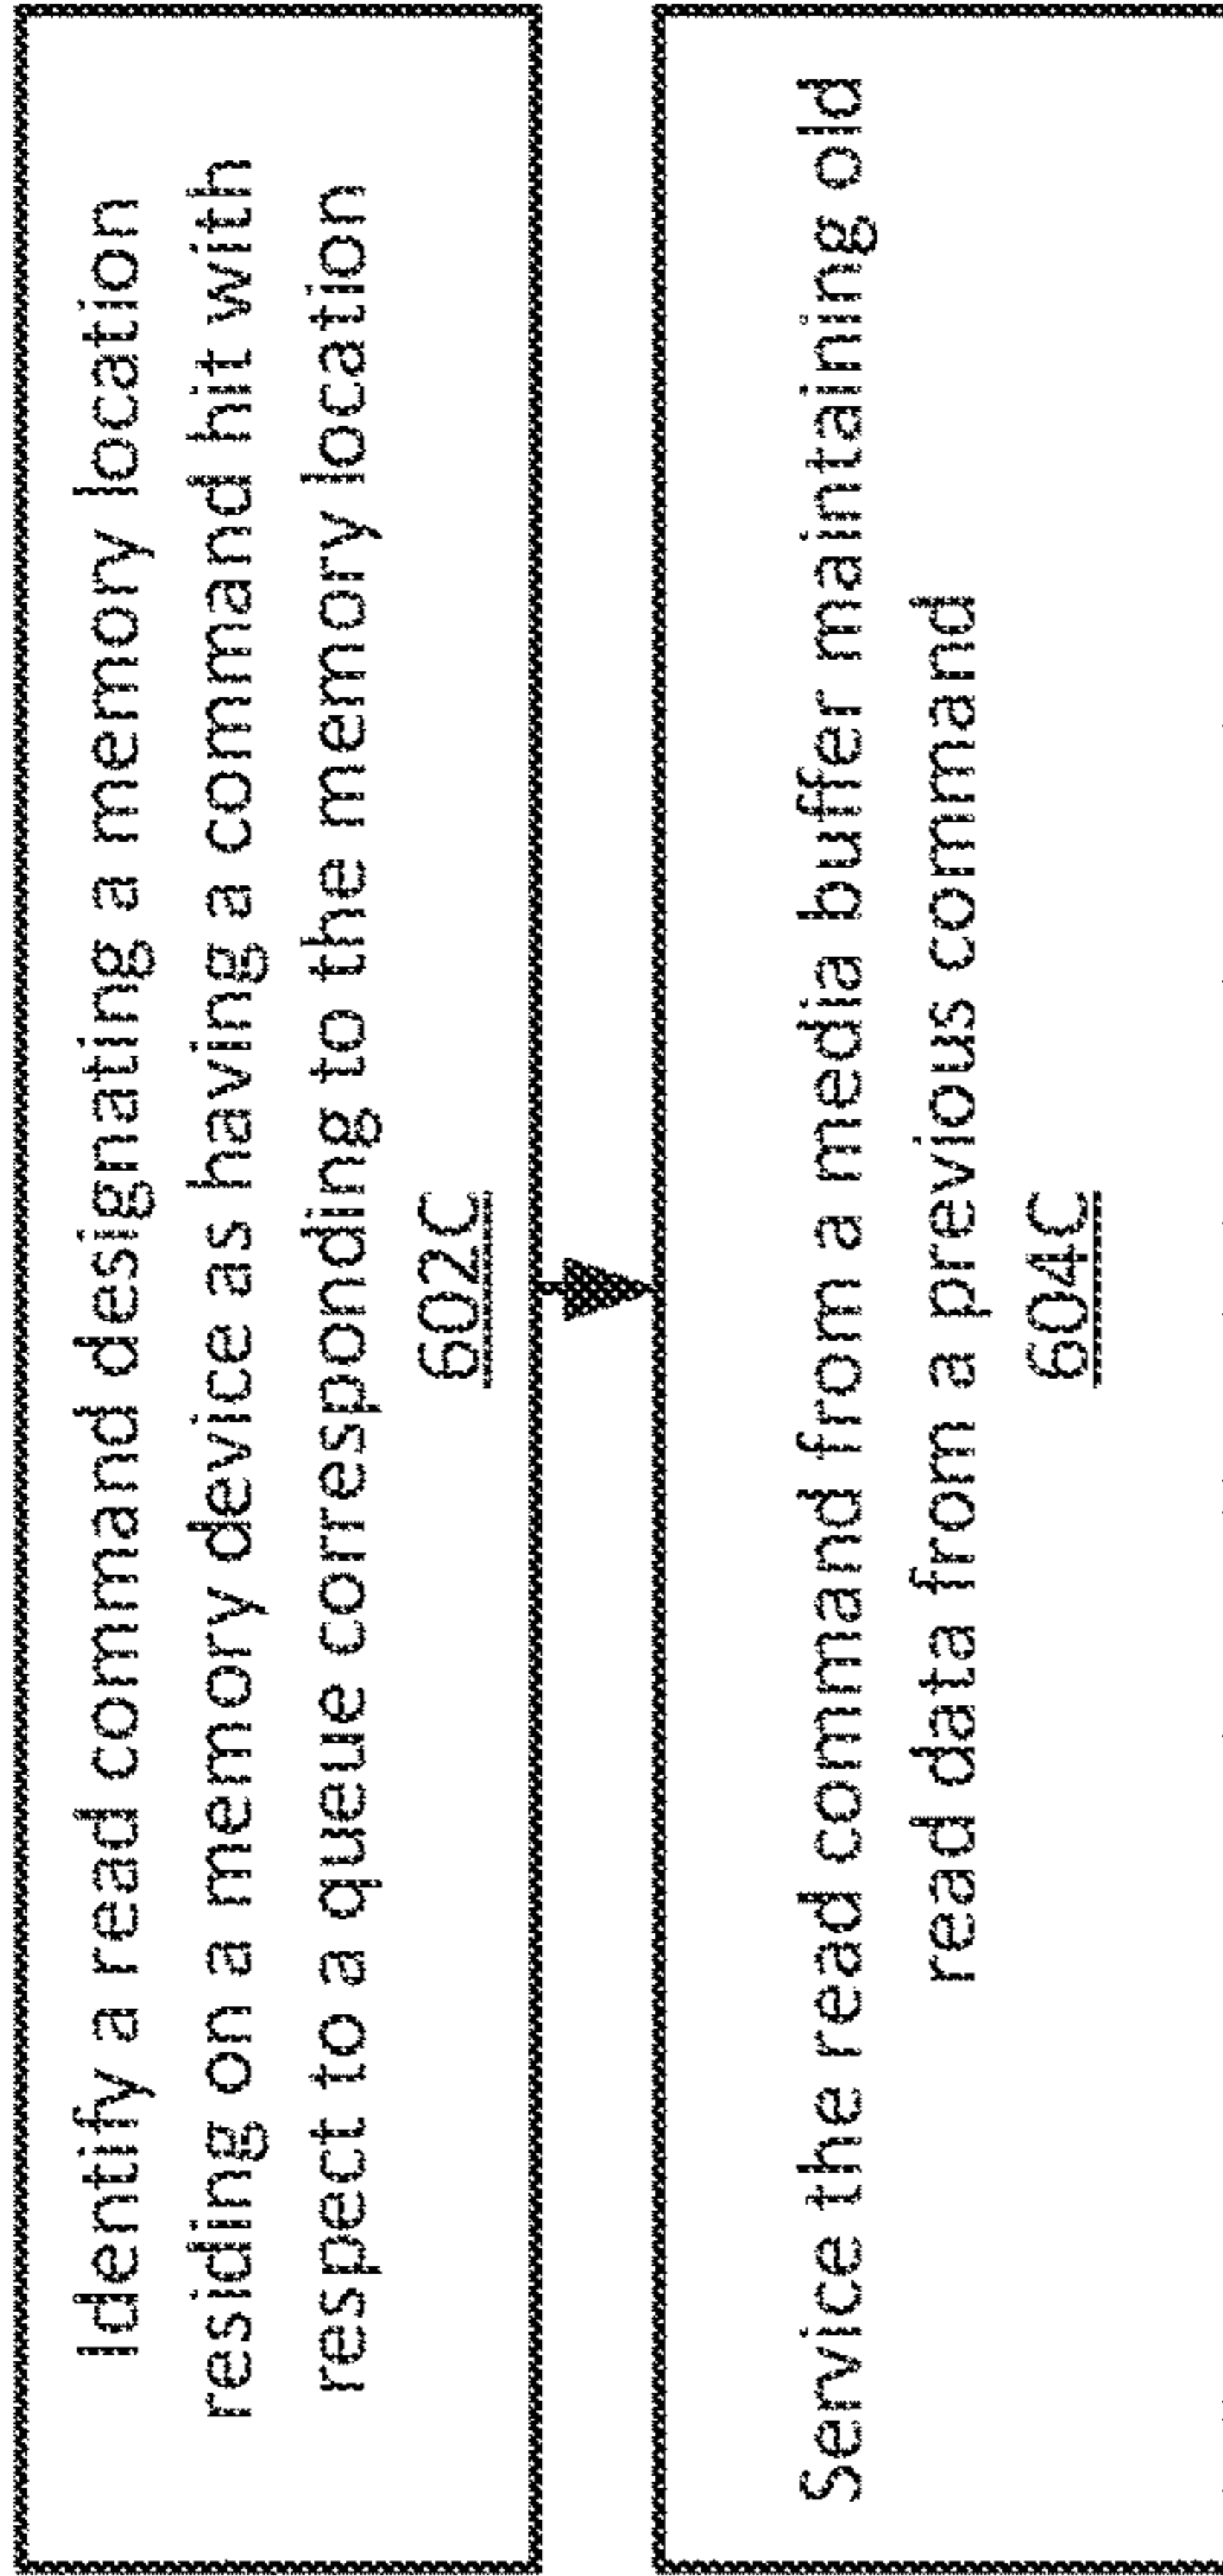 Identify a read command designating a memory location
residing on a memory device as having a command hit with
respect to a queue corresponding to the memory location
602C
Service the read command from a media buffer maintaining old
read data from a previous command
604C